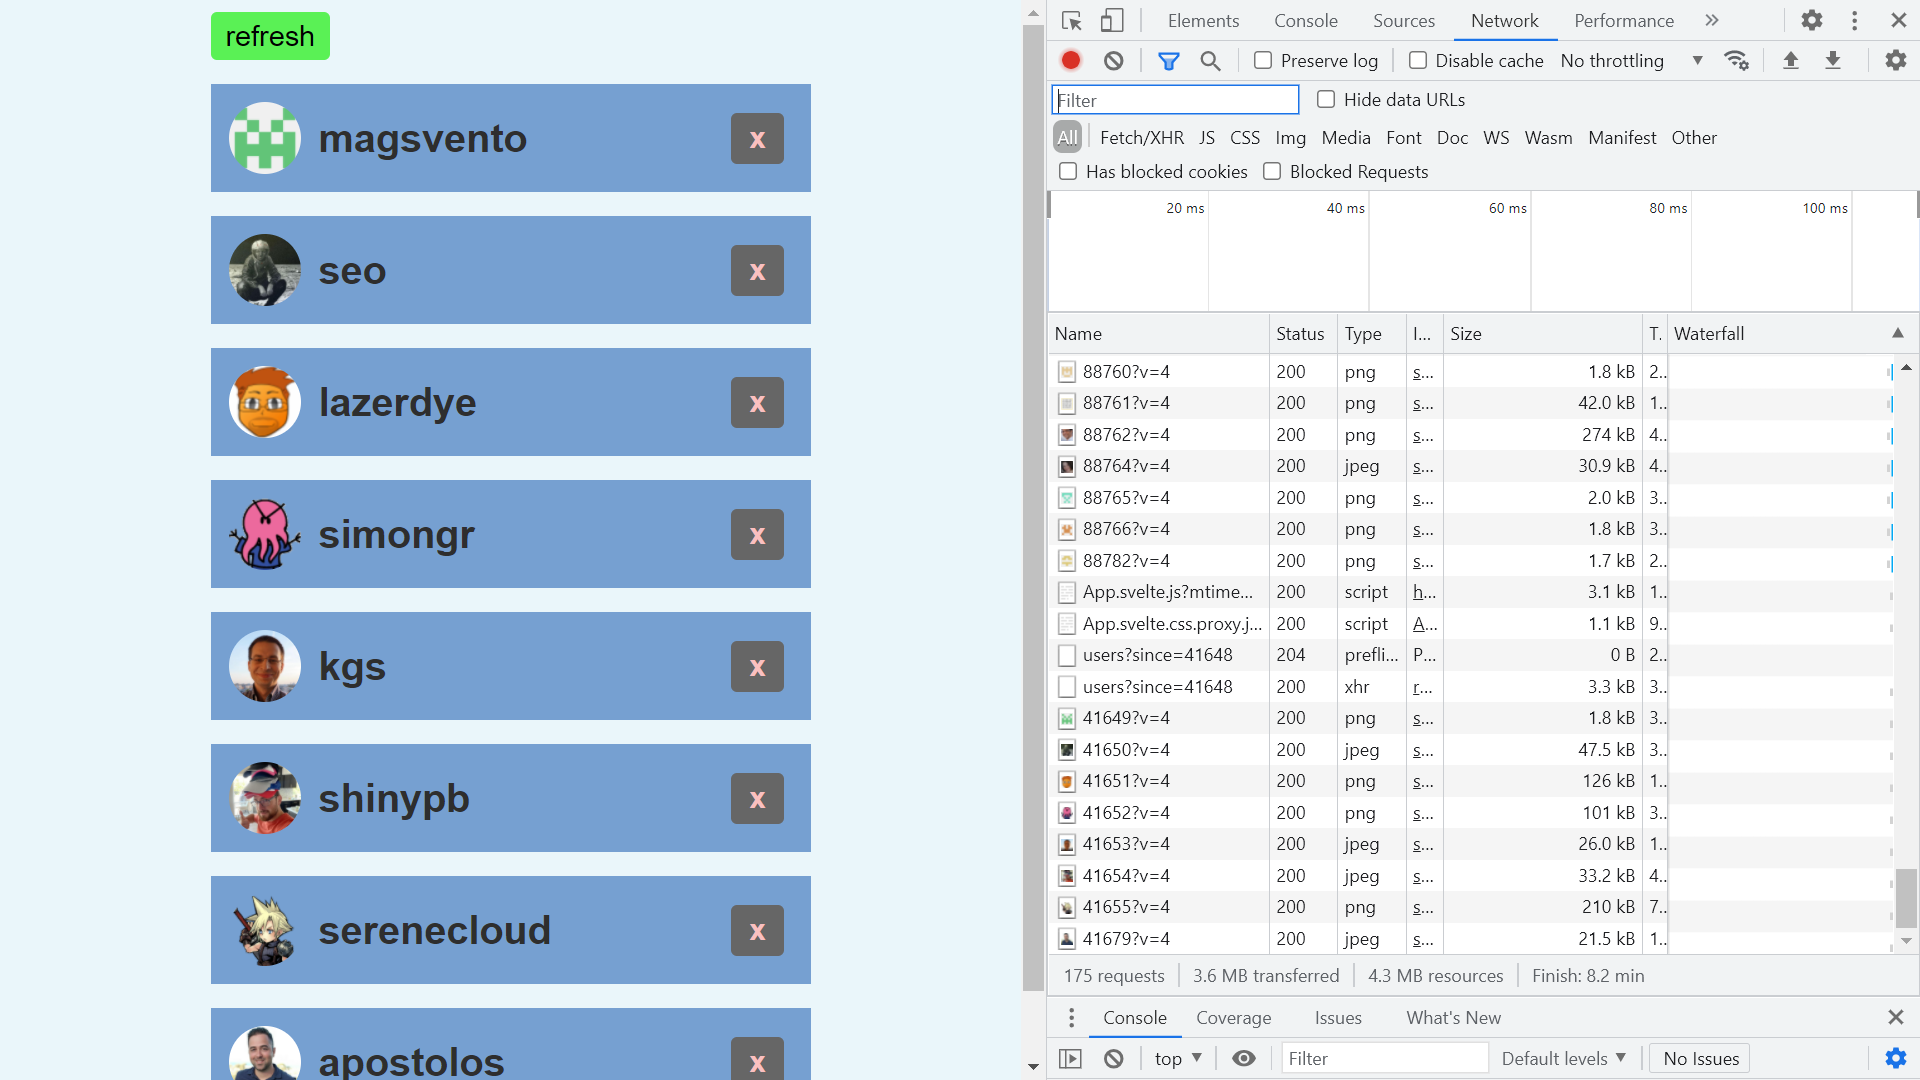 refresh
magsvento x
seo x
lazerdye x
simongr x
kgs x
shinypb x
serenecloud x
apostolos x
Elements Console Sources Network Performance
Preserve log Disable cache No throttling
Filter Hide data URLs
All Fetch/XHR JS CSS Img Media Font Doc WS Wasm Manifest Other
Has blocked cookies Blocked Requests
20 ms 40 ms 60 ms 80 ms 100 ms
Name Status Type I... Size T. Waterfall
88760?v=4 200 png s... 1.8 kB 2..
88761?v=4 200 png s... 42.0 kB 1..
88762?v=4 200 png s... 274 kB 4..
88764?v=4 200 jpeg s... 30.9 kB 4..
88765?v=4 200 png s... 2.0 kB 3..
88766?v=4 200 png s... 1.8 kB 3..
88782?v=4 200 png s... 1.7 kB 2..
App.svelte.js?mtime... 200 script h... 3.1 kB 1..
App.svelte.css.proxy.j... 200 script A... 1.1 kB 9..
users?since=41648 204 prefli... P... 0 B 2..
users?since=41648 200 xhr r... 3.3 kB 3..
41649?v=4 200 png s... 1.8 kB 3..
41650?v=4 200 jpeg s... 47.5 kB 3..
41651?v=4 200 png s... 126 kB 1..
41652?v=4 200 png s... 101 kB 3..
41653?v=4 200 jpeg s... 26.0 kB 1..
41654?v=4 200 jpeg s... 33.2 kB 4..
41655?v=4 200 png s... 210 kB 7..
41679?v=4 200 jpeg s... 21.5 kB 1..
175 requests 3.6 MB transferred 4.3 MB resources Finish: 8.2 min
Console Coverage Issues What's New
top Filter Default levels No Issues